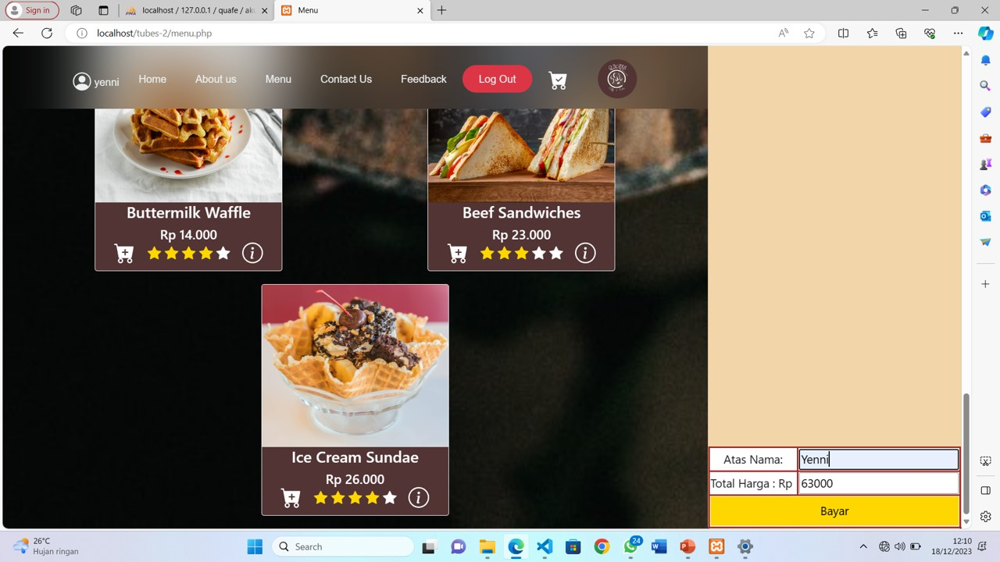 Sign in
localhost / 127.0.0.1 / quafe / ak
Menu
localhost/tubes-2/menu.php
yenni
Home
About us
Menu
Contact Us
Feedback
Log Out
Buttermilk Waffle
Rp 14.000
Beef Sandwiches
Rp 23.000
Ice Cream Sundae
Rp 26.000
Atas Nama:
Yenni
Total Harga : Rp
63000
Bayar
26°C
Hujan ringan
Search
24
12:10
18/12/2023